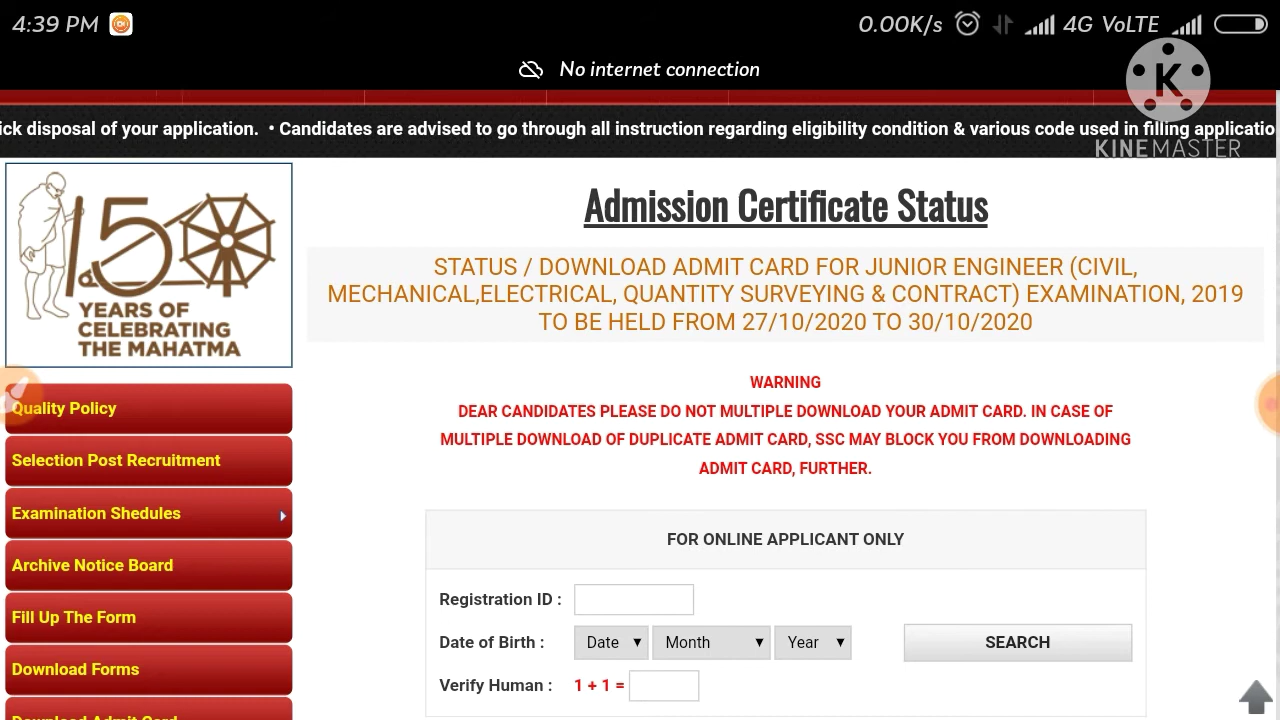 4:39 PM
0.00K/s 4G VoLTE
No internet connection
K
KINEMASTER
ick disposal of your application. • Candidates are advised to go through all instruction regarding eligibility condition & various code used in filling applicatio
150
YEARS OF
CELEBRATING
THE MAHATMA
Admission Certificate Status
STATUS / DOWNLOAD ADMIT CARD FOR JUNIOR ENGINEER (CIVIL,
MECHANICAL,ELECTRICAL, QUANTITY SURVEYING & CONTRACT) EXAMINATION, 2019
TO BE HELD FROM 27/10/2020 TO 30/10/2020
WARNING
DEAR CANDIDATES PLEASE DO NOT MULTIPLE DOWNLOAD YOUR ADMIT CARD. IN CASE OF
MULTIPLE DOWNLOAD OF DUPLICATE ADMIT CARD, SSC MAY BLOCK YOU FROM DOWNLOADING
ADMIT CARD, FURTHER.
Quality Policy
Selection Post Recruitment
Examination Shedules
Archive Notice Board
Fill Up The Form
Download Forms
Download Admit Card
FOR ONLINE APPLICANT ONLY
Registration ID :
Date of Birth : Date Month Year SEARCH
Verify Human : 1 + 1 =